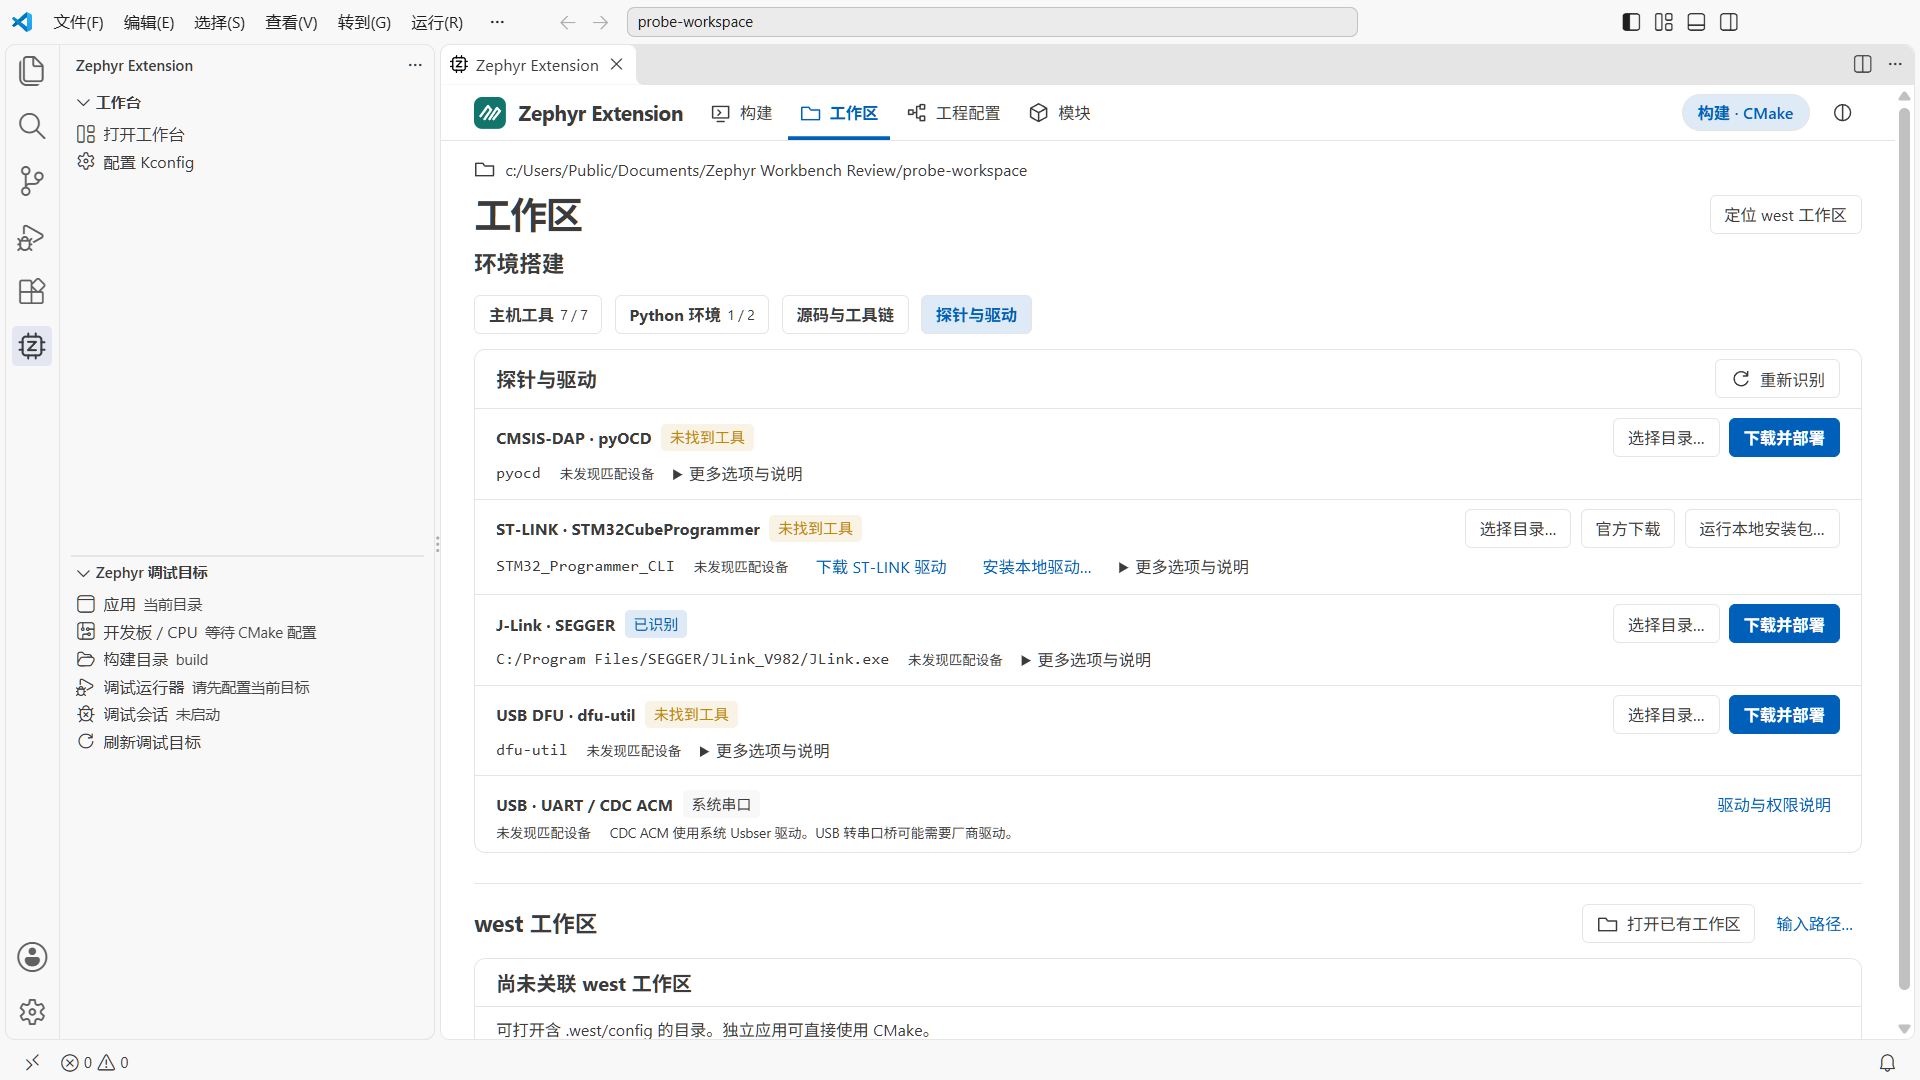 文件(F) 编辑(E) 选择(S) 查看(V) 转到(G) 运行(R) ···
probe-workspace
Zephyr Extension
工作台
打开工作台
配置 Kconfig
Zephyr 调试目标
应用 当前目录
开发板 / CPU 等待 CMake 配置
构建目录 build
调试运行器 请先配置当前目标
调试会话 未启动
刷新调试目标
Zephyr Extension
Zephyr Extension 构建 工作区 工程配置 模块 构建 · CMake
c:/Users/Public/Documents/Zephyr Workbench Review/probe-workspace
工作区 定位 west 工作区
环境搭建
主机工具 7 / 7 Python 环境 1 / 2 源码与工具链 探针与驱动
探针与驱动 重新识别
CMSIS-DAP · pyOCD 未找到工具 选择目录... 下载并部署
pyocd 未发现匹配设备 ▶ 更多选项与说明
ST-LINK · STM32CubeProgrammer 未找到工具 选择目录... 官方下载 运行本地安装包...
STM32_Programmer_CLI 未发现匹配设备 下载 ST-LINK 驱动 安装本地驱动... ▶ 更多选项与说明
J-Link · SEGGER 已识别 选择目录... 下载并部署
C:/Program Files/SEGGER/JLink_V982/JLink.exe 未发现匹配设备 ▶ 更多选项与说明
USB DFU · dfu-util 未找到工具 选择目录... 下载并部署
dfu-util 未发现匹配设备 ▶ 更多选项与说明
USB · UART / CDC ACM 系统串口 驱动与权限说明
未发现匹配设备 CDC ACM 使用系统 Usbser 驱动。USB 转串口桥可能需要厂商驱动。
west 工作区 打开已有工作区 输入路径...
尚未关联 west 工作区
可打开含 .west/config 的目录。独立应用可直接使用 CMake。
0 0